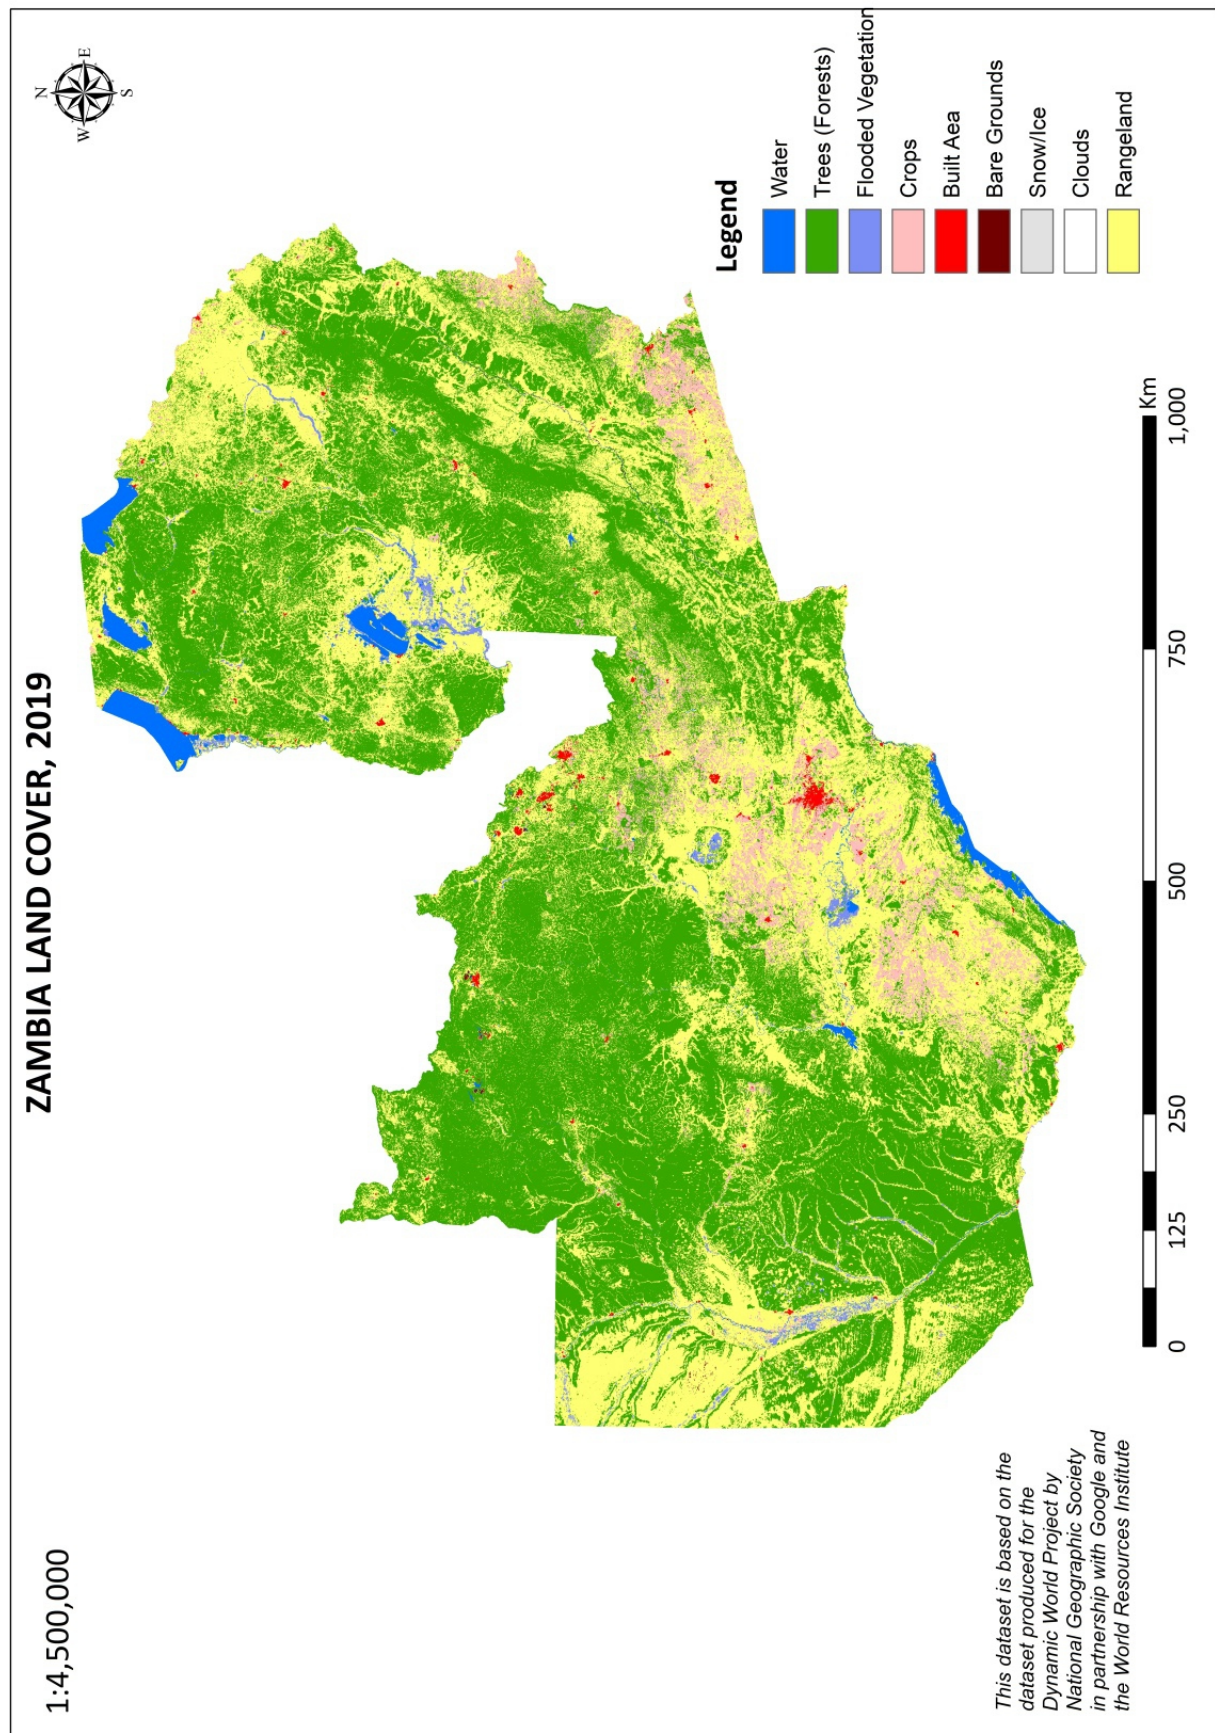 ZAMBIA LAND COVER, 2019
1:4,500,000
N
W
E
S
Legend
Water
Trees (Forests)
Flooded Vegetation
Crops
Built Aea
Bare Grounds
Snow/Ice
Clouds
Rangeland
This dataset is based on the
dataset produced for the
Dynamic World Project by
National Geographic Society
in partnership with Google and
the World Resources Institute
0 125 250 500 750 1,000
Km